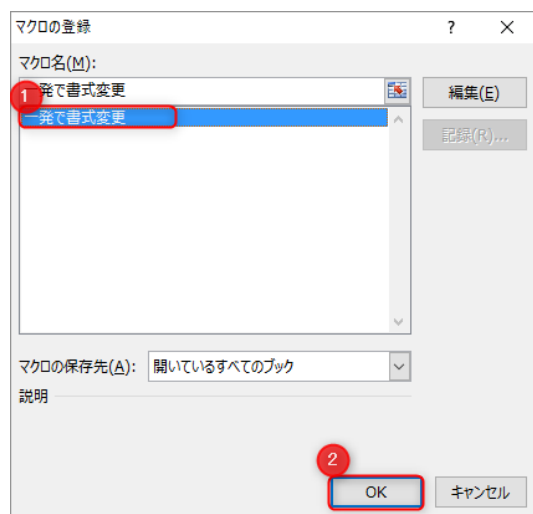 マクロの登録 ? ×
マクロ名(M):
一発で書式変更
編集(E)
1
一発で書式変更
記録(R)...
マクロの保存先(A): 開いているすべてのブック
説明
2
OK キャンセル